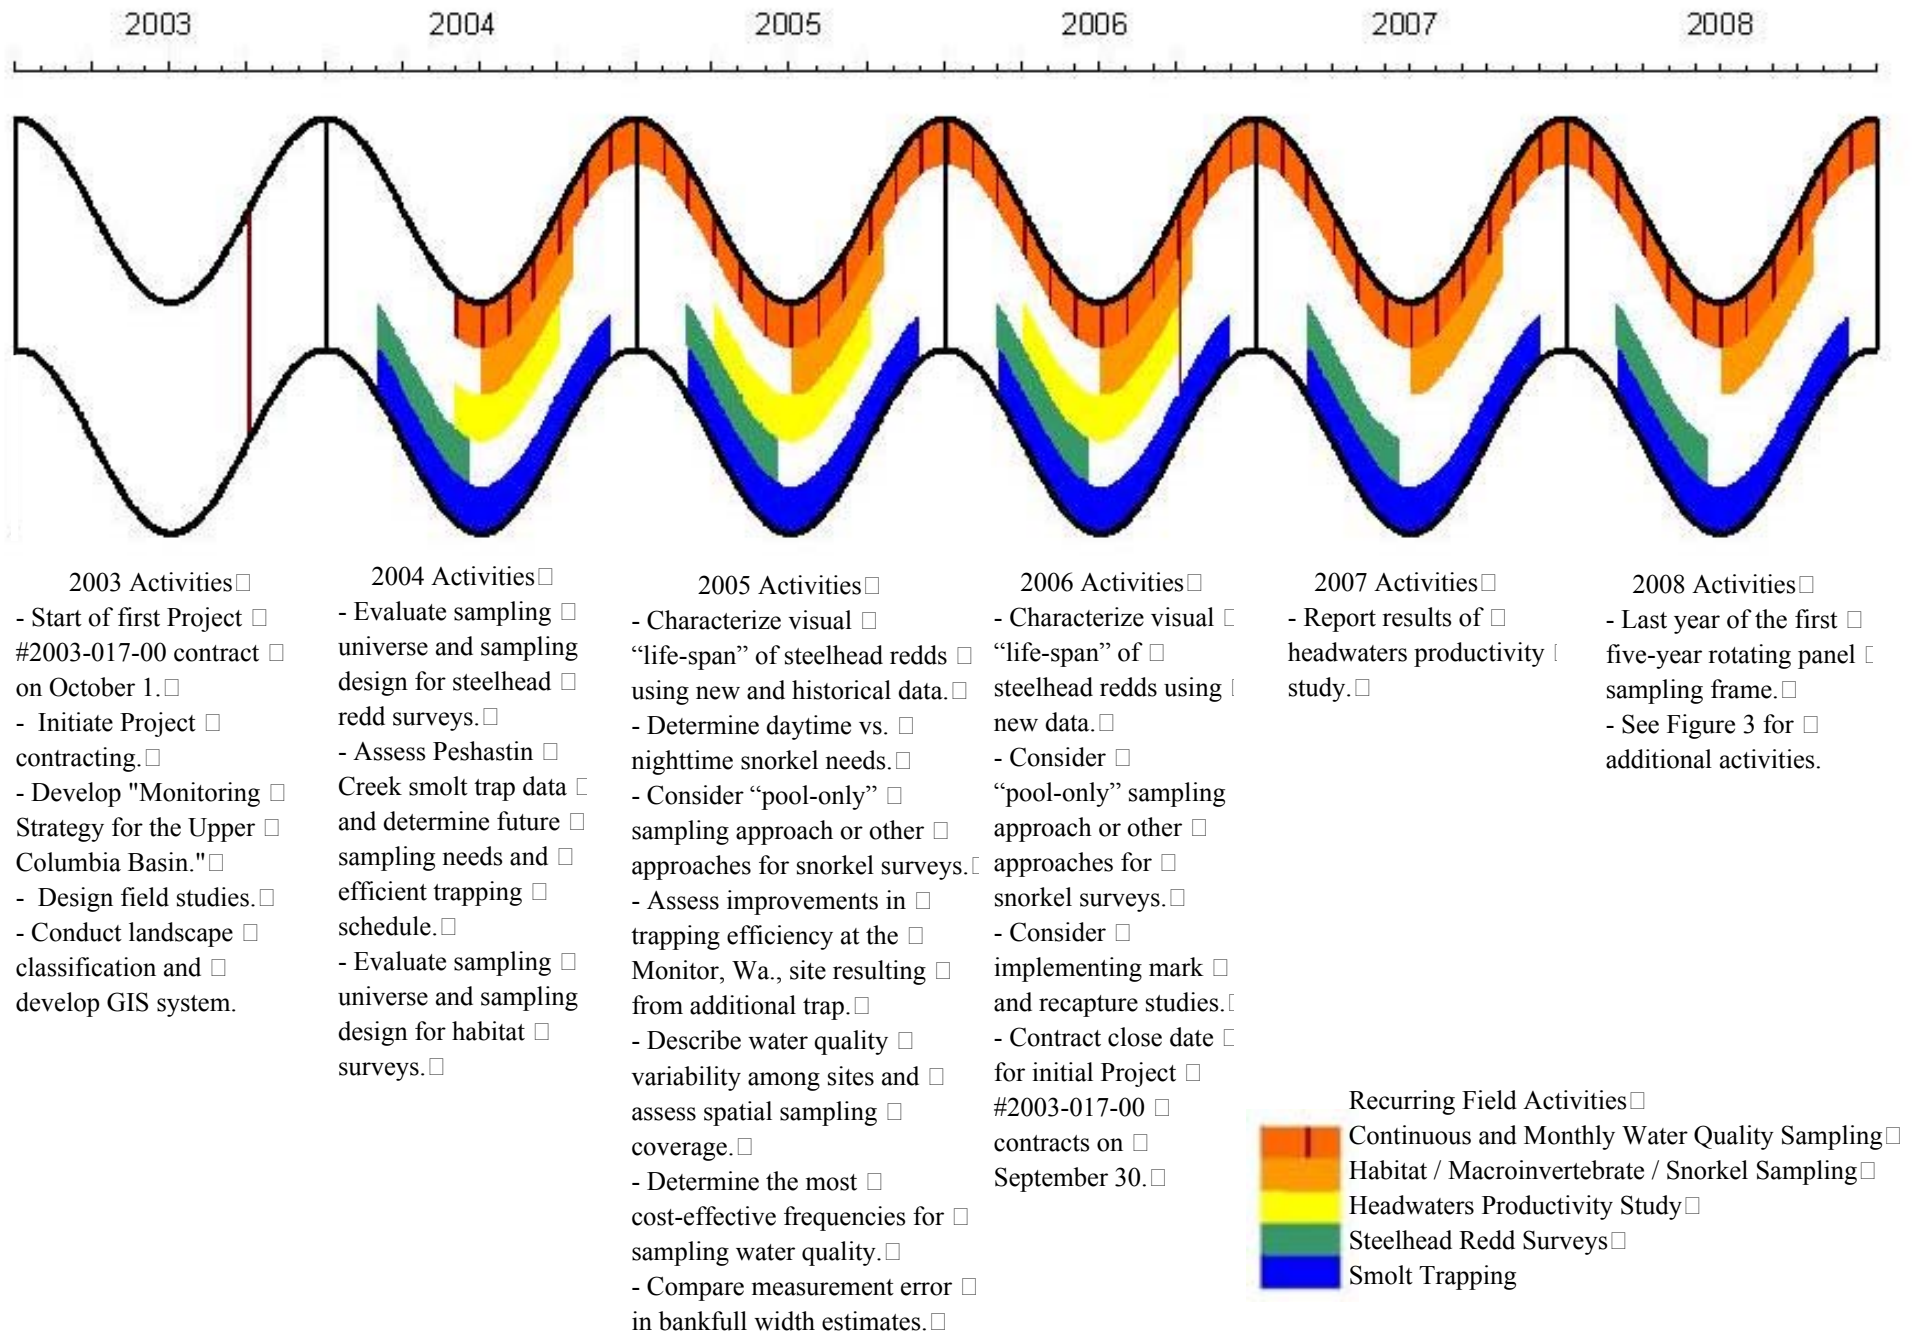 2003 2004 2005 2006 2007 2008
2003 Activities
- Start of first Project
#2003-017-00 contract
on October 1.
- Initiate Project
contracting.
- Develop "Monitoring
Strategy for the Upper
Columbia Basin."
- Design field studies.
- Conduct landscape
classification and
develop GIS system.
2004 Activities
- Evaluate sampling
universe and sampling
design for steelhead
redd surveys.
- Assess Peshastin
Creek smolt trap data
and determine future
sampling needs and
efficient trapping
schedule.
- Evaluate sampling
universe and sampling
design for habitat
surveys.
2005 Activities
- Characterize visual
“life-span” of steelhead redds
using new and historical data.
- Determine daytime vs.
nighttime snorkel needs.
- Consider “pool-only”
sampling approach or other
approaches for snorkel surveys.
- Assess improvements in
trapping efficiency at the
Monitor, Wa., site resulting
from additional trap.
- Describe water quality
variability among sites and
assess spatial sampling
coverage.
- Determine the most
cost-effective frequencies for
sampling water quality.
- Compare measurement error
in bankfull width estimates.
2006 Activities
- Characterize visual
“life-span” of
steelhead redds using
new data.
- Consider
“pool-only” sampling
approach or other
approaches for
snorkel surveys.
- Consider
implementing mark
and recapture studies.
- Contract close date
for initial Project
#2003-017-00
contracts on
September 30.
2007 Activities
- Report results of
headwaters productivity
study.
2008 Activities
- Last year of the first
five-year rotating panel
sampling frame.
- See Figure 3 for
additional activities.
Recurring Field Activities
Continuous and Monthly Water Quality Sampling
Habitat / Macroinvertebrate / Snorkel Sampling
Headwaters Productivity Study
Steelhead Redd Surveys
Smolt Trapping